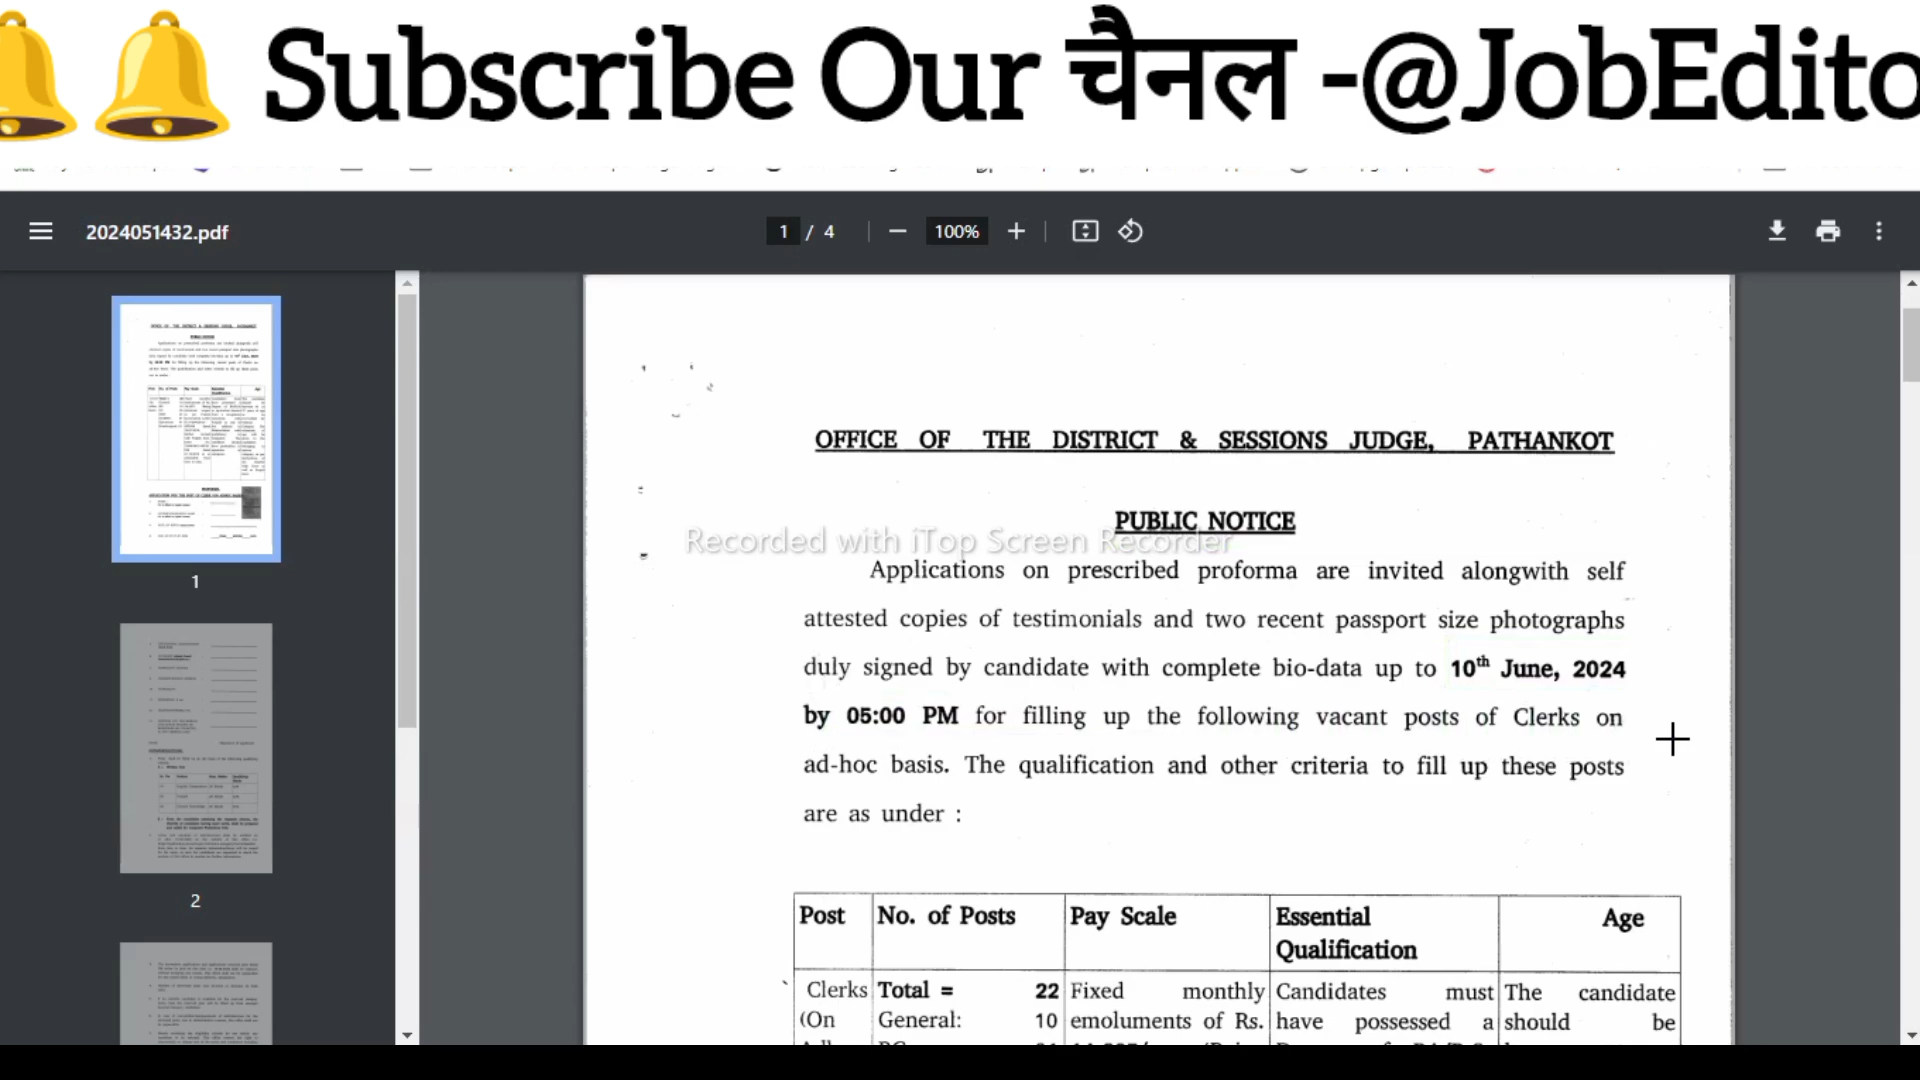 Subscribe Our चैनल -@JobEdito
2024051432.pdf
1 / 4
100%
OFFICE OF THE DISTRICT & SESSIONS JUDGE, PATHANKOT
PUBLIC NOTICE
Recorded with iTop Screen Recorder
Applications on prescribed proforma are invited alongwith self
attested copies of testimonials and two recent passport size photographs
duly signed by candidate with complete bio-data up to 10th June, 2024
by 05:00 PM for filling up the following vacant posts of Clerks on
ad-hoc basis. The qualification and other criteria to fill up these posts
are as under :
Post No. of Posts Pay Scale Essential Age
Qualification
Clerks Total = 22 Fixed monthly Candidates must The candidate
(On General: 10 emoluments of Rs. have possessed a should be
1
2